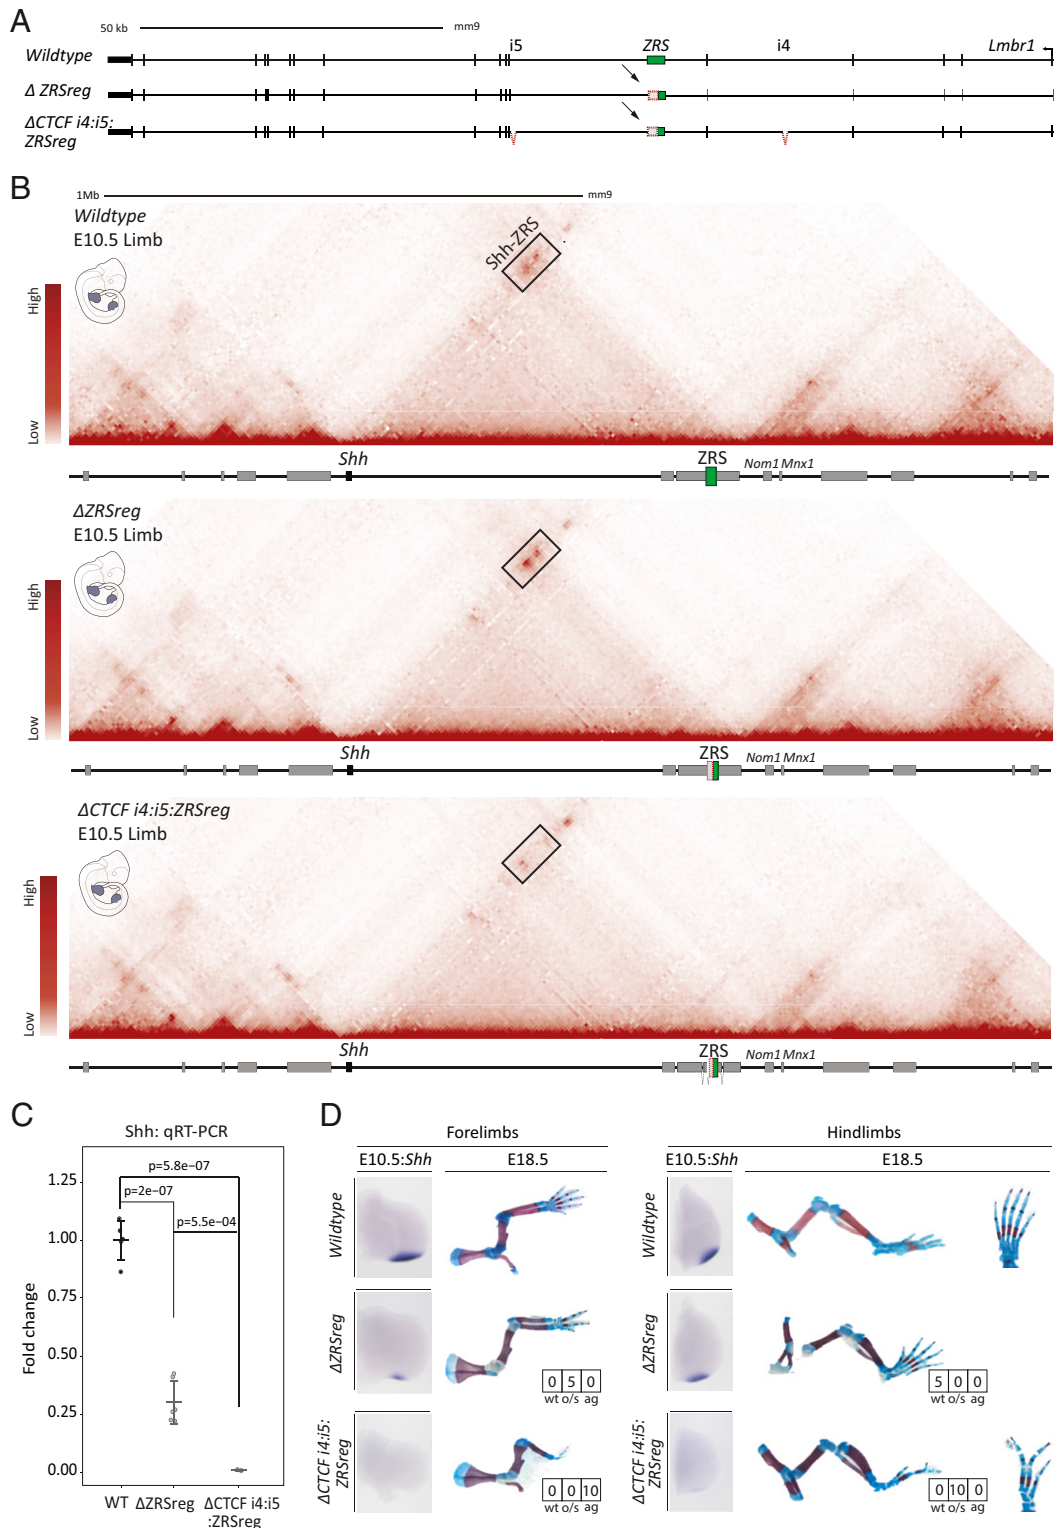 A
50 kb
mm9
Wildtype
i5
ZRS
i4
Lmbr1
Δ ZRSreg
ΔCTCF i4:i5:
ZRSreg
B
1Mb
mm9
Wildtype
E10.5 Limb
Shh-ZRS
High
Low
Shh
ZRS
Nom1 Mnx1
ΔZRSreg
E10.5 Limb
High
Low
Shh
ZRS
Nom1 Mnx1
ΔCTCF i4:i5:ZRSreg
E10.5 Limb
High
Low
Shh
ZRS
Nom1 Mnx1
C
Shh: qRT-PCR
Fold change
1.25
1.00
0.75
0.50
0.25
0.00
p=5.8e−07
p=2e−07
p=5.5e−04
WT
ΔZRSreg
ΔCTCF i4:i5
:ZRSreg
D
Forelimbs
Hindlimbs
E10.5:Shh
E18.5
E10.5:Shh
E18.5
Wildtype
Wildtype
ΔZRSreg
0 5 0
wt o/s ag
ΔZRSreg
5 0 0
wt o/s ag
ΔCTCF i4:i5:
ZRSreg
0 0 10
wt o/s ag
ΔCTCF i4:i5:
ZRSreg
0 10 0
wt o/s ag